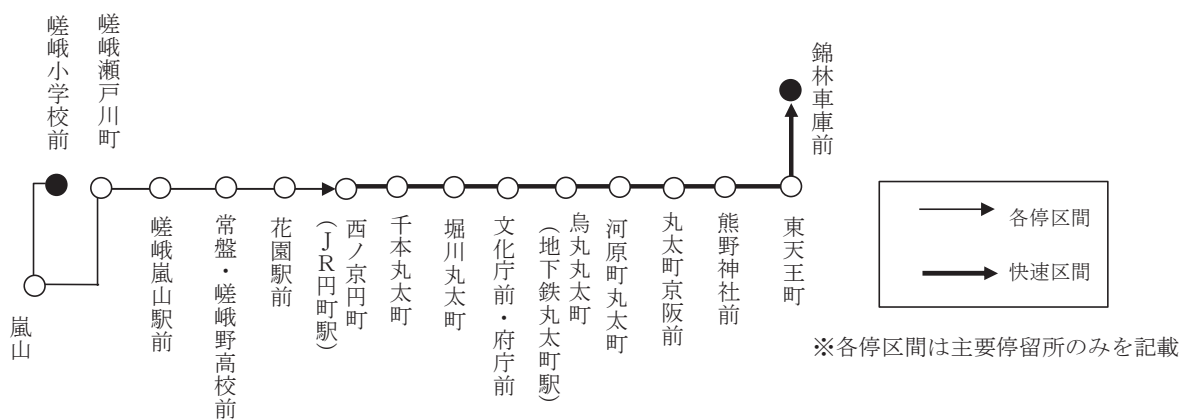 嵯峨小学校前
嵯峨瀬戸川町
嵐山
嵯峨嵐山駅前
常盤・嵯峨野高校前
花園駅前
西ノ京円町
(JR円町駅)
千本丸太町
堀川丸太町
文化庁前・府庁前
烏丸丸太町
(地下鉄丸太町駅)
河原町丸太町
丸太町京阪前
熊野神社前
東天王町
錦林車庫前
各停区間
快速区間
※各停区間は主要停留所のみを記載